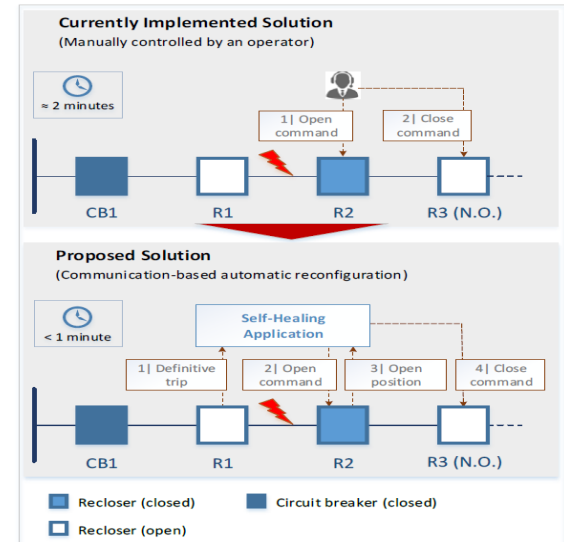 Currently Implemented Solution
(Manually controlled by an operator)
≈ 2 minutes
1| Open
command
2| Close
command
CB1
R1
R2
R3 (N.O.)
Proposed Solution
(Communication-based automatic reconfiguration)
< 1 minute
Self-Healing
Application
1| Definitive
trip
2| Open
command
3| Open
position
4| Close
command
CB1
R1
R2
R3 (N.O.)
Recloser (closed)
Circuit breaker (closed)
Recloser (open)